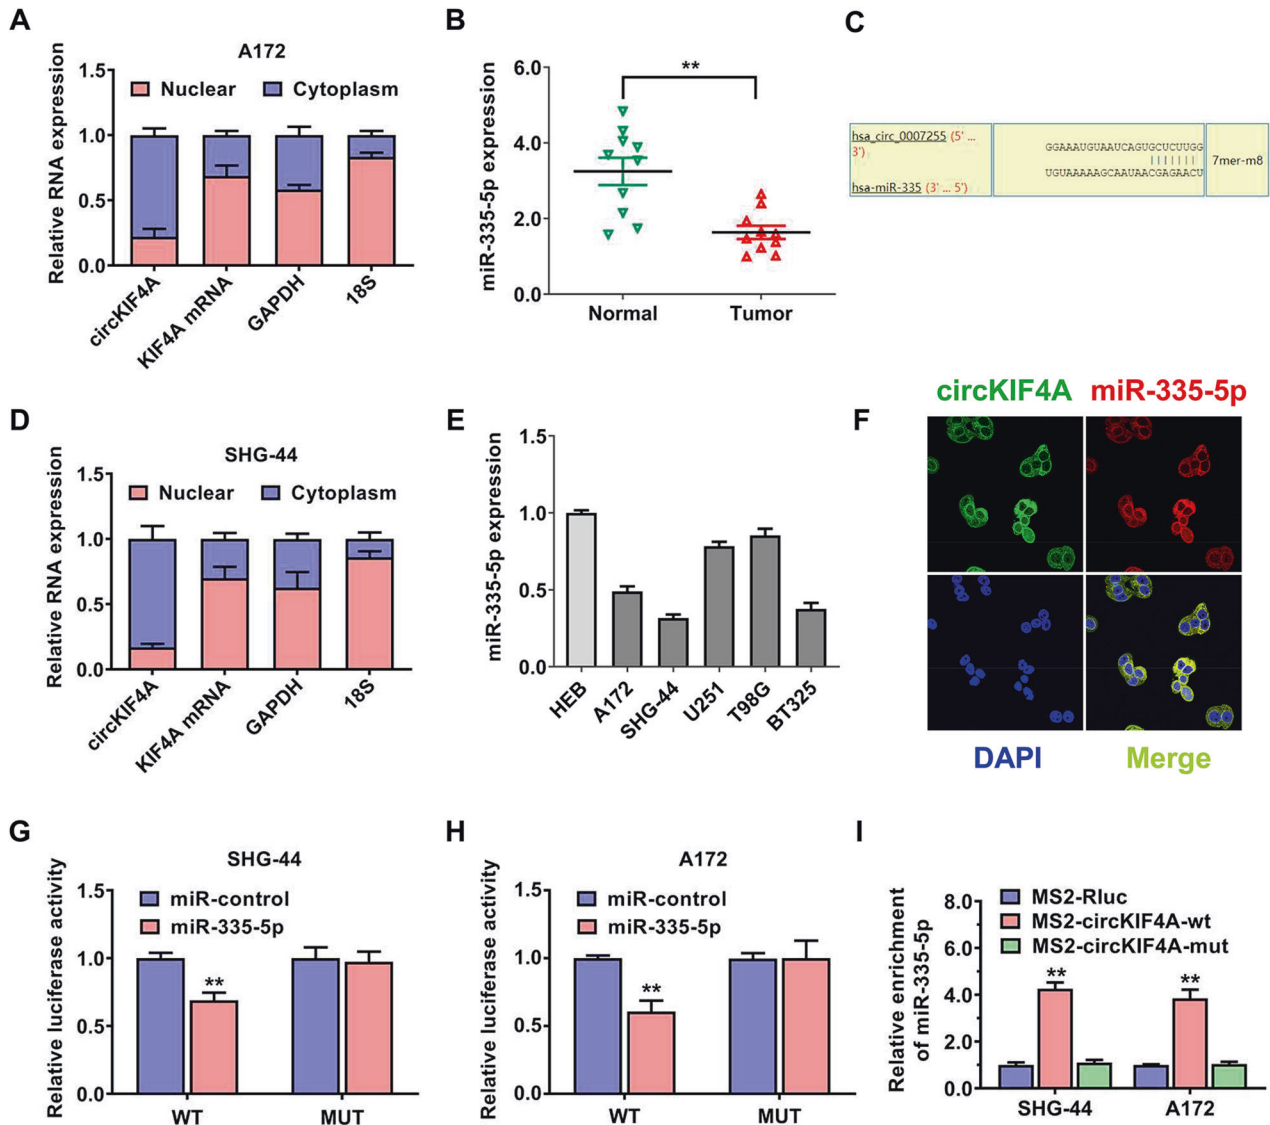 A
A172
Relative RNA expression
1.5
1.0
0.5
0.0
Nuclear
Cytoplasm
circKIF4A
KIF4A mRNA
GAPDH
18S
B
miR-335-5p expression
6.0
4.0
2.0
0.0
**
Normal
Tumor
C
hsa_circ_0007255 (5' ...
3')
hsa-miR-335 (3' ... 5')
GGAAAUGUAAUCAGUGCUCUUGG
|||||||
UGUAAAAAGCAAUAACGAGAACU
7mer-m8
D
SHG-44
Relative RNA expression
1.5
1.0
0.5
0.0
Nuclear
Cytoplasm
circKIF4A
KIF4A mRNA
GAPDH
18S
E
miR-335-5p expression
1.5
1.0
0.5
0.0
HEB
A172
SHG-44
U251
T98G
BT325
F
circKIF4A
miR-335-5p
DAPI
Merge
G
SHG-44
Relative luciferase activity
1.5
1.0
0.5
0.0
miR-control
miR-335-5p
**
WT
MUT
H
A172
Relative luciferase activity
1.5
1.0
0.5
0.0
miR-control
miR-335-5p
**
WT
MUT
I
Relative enrichment
of miR-335-5p
8.0
6.0
4.0
2.0
0.0
MS2-Rluc
MS2-circKIF4A-wt
MS2-circKIF4A-mut
**
**
SHG-44
A172